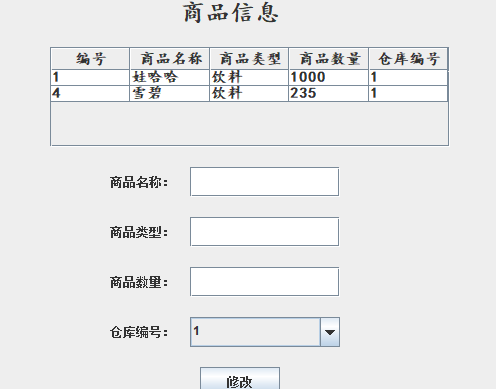 商品信息
编号 商品名称 商品类型 商品数量 仓库编号
1 娃哈哈 饮料 1000 1
4 雪碧 饮料 235 1
商品名称：
商品类型：
商品数量：
仓库编号： 1
修改